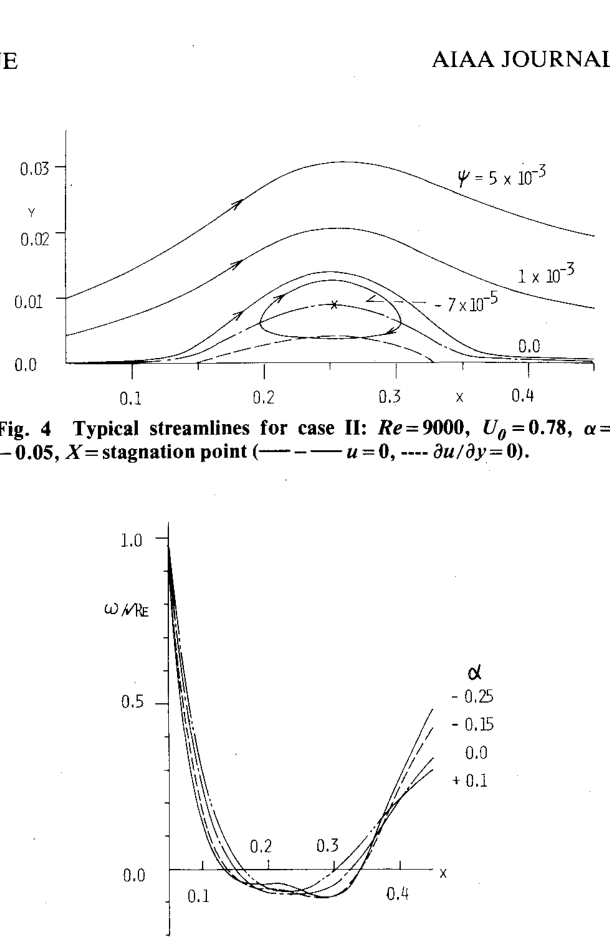 UE
AIAA JOURNAL
0.03
Y
0.02
0.01
0.0
ψ = 5 x 10⁻³
1 x 10⁻³
- 7x10⁻⁵
0.0
X
0.1 0.2 0.3 x 0.4
Fig. 4 Typical streamlines for case II: Re=9000, U₀=0.78, α=
−0.05, X=stagnation point (—— – —— u=0, ---- ∂u/∂y=0).
1.0
ω/√RE
0.5
0.0
α
- 0.25
- 0.15
0.0
+ 0.1
0.2 0.3
x
0.1 0.4